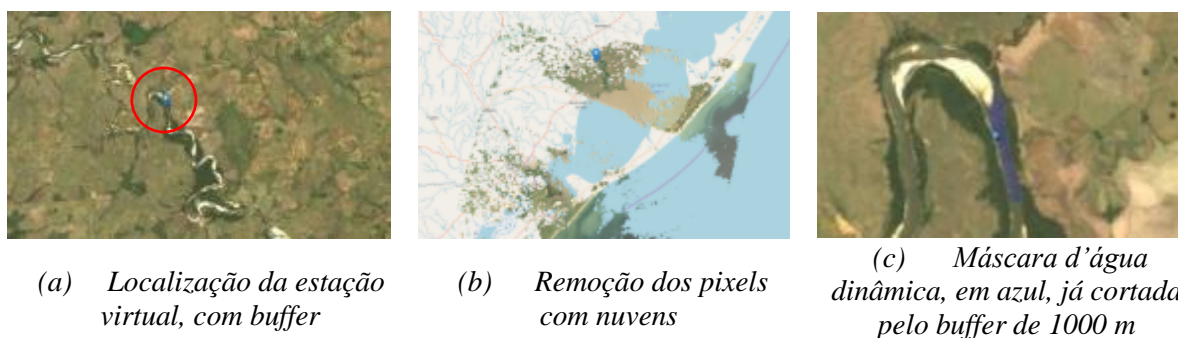 (a) Localização da estação
virtual, com buffer
(b) Remoção dos pixels
com nuvens
(c) Máscara d’água
dinâmica, em azul, já cortada
pelo buffer de 1000 m